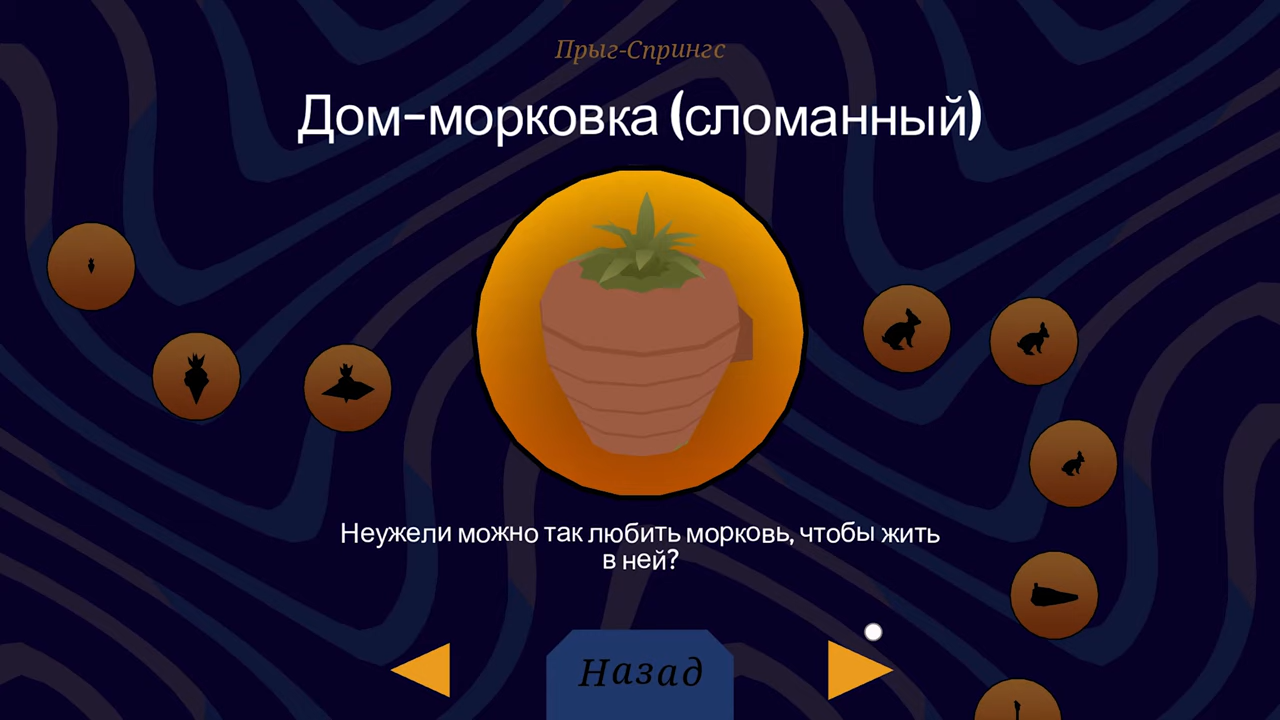 Прыг-Спрингс
Дом-морковка (сломанный)
Неужели можно так любить морковь, чтобы жить
в ней?
Назад